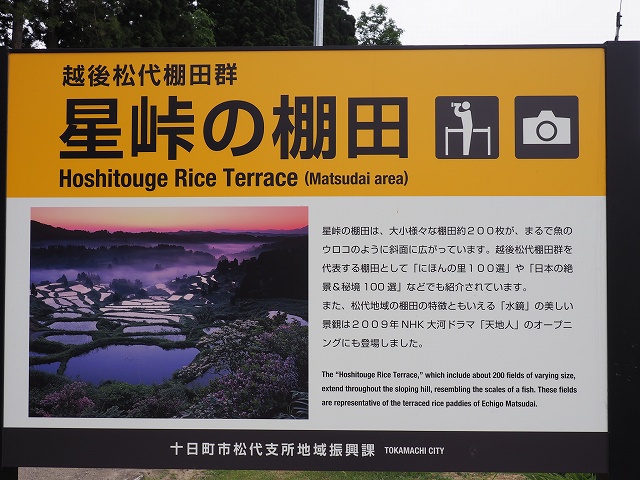 越後松代棚田群
星峠の棚田
Hoshitouge Rice Terrace (Matsudai area)
星峠の棚田は、大小様々な棚田約200枚が、まるで魚の
ウロコのように斜面に広がっています。越後松代棚田群を
代表する棚田として「にほんの里100選」や「日本の絶
景＆秘境100選」などでも紹介されています。
また、松代地域の棚田の特徴ともいえる「水鏡」の美しい
景観は2009年NHK大河ドラマ「天地人」のオープニ
ングにも登場しました。
The "Hoshitouge Rice Terrace," which include about 200 fields of varying size,
extend throughout the sloping hill, resembling the scales of a fish. These fields
are representative of the terraced rice paddies of Echigo Matsudai.
十日町市松代支所地域振興課 TOKAMACHI CITY